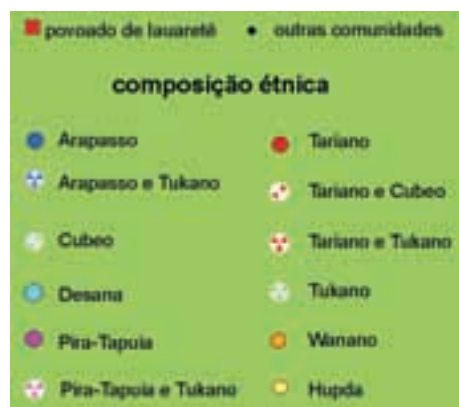 povoado de Iauaretê
outras comunidades
composição étnica
Arapasso
Arapasso e Tukano
Cubeo
Desana
Pira-Tapuia
Pira-Tapuia e Tukano
Tariano
Tariano e Cubeo
Tariano e Tukano
Tukano
Wanano
Hupda